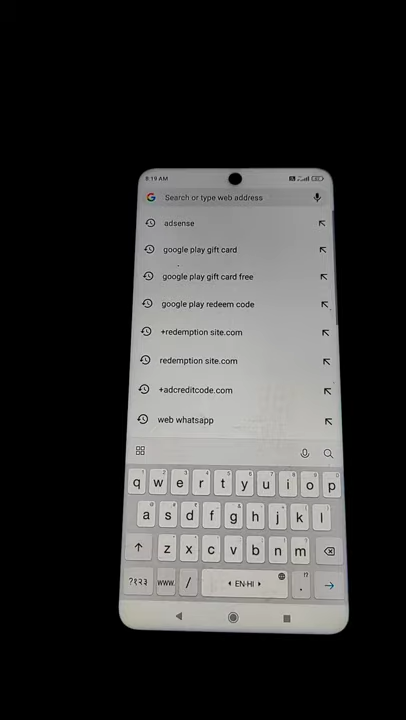 8:19 AM
Search or type web address
adsense
google play gift card
google play gift card free
google play redeem code
+redemption site.com
redemption site.com
+adcreditcode.com
web whatsapp
q w e r t y u i o p
a s d f g h j k l
z x c v b n m
?१२३ www. / EN-HI .